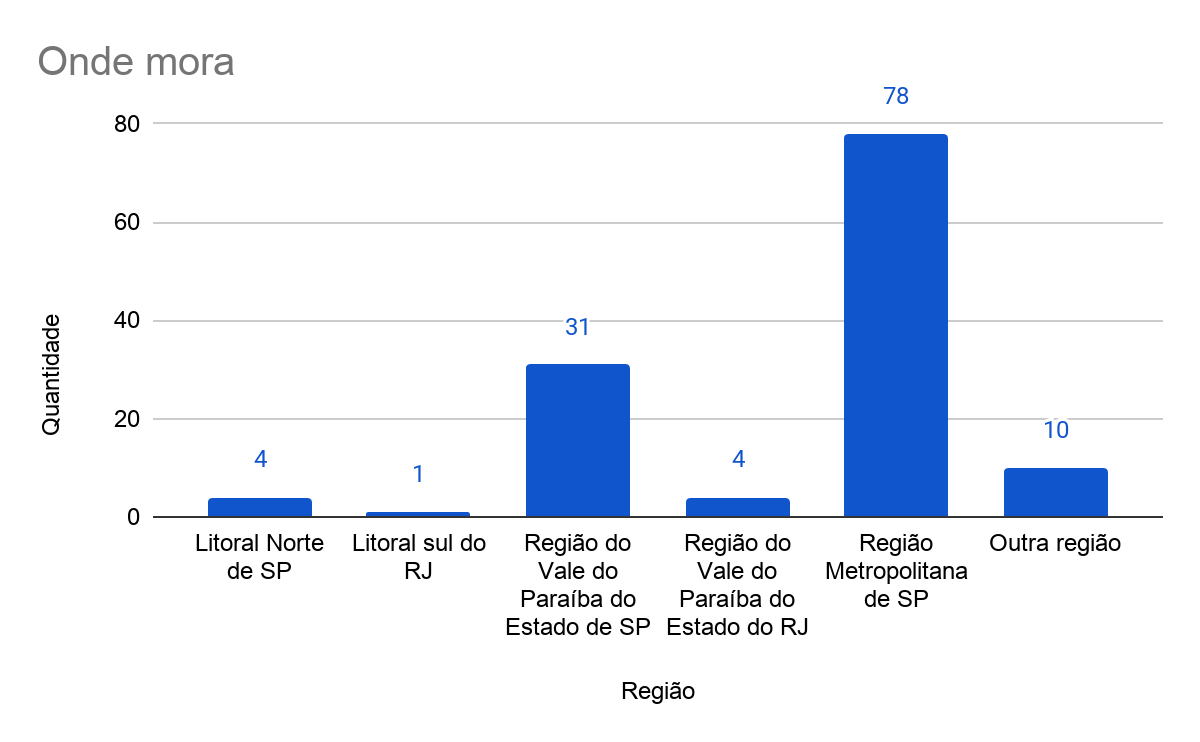 Onde mora
78
80
60
40
31
20
10
4
1
4
0
Quantidade
Litoral Norte
de SP
Litoral sul do
RJ
Região do
Vale do
Paraíba do
Estado de SP
Região do
Vale do
Paraíba do
Estado do RJ
Região
Metropolitana
de SP
Outra região
Região